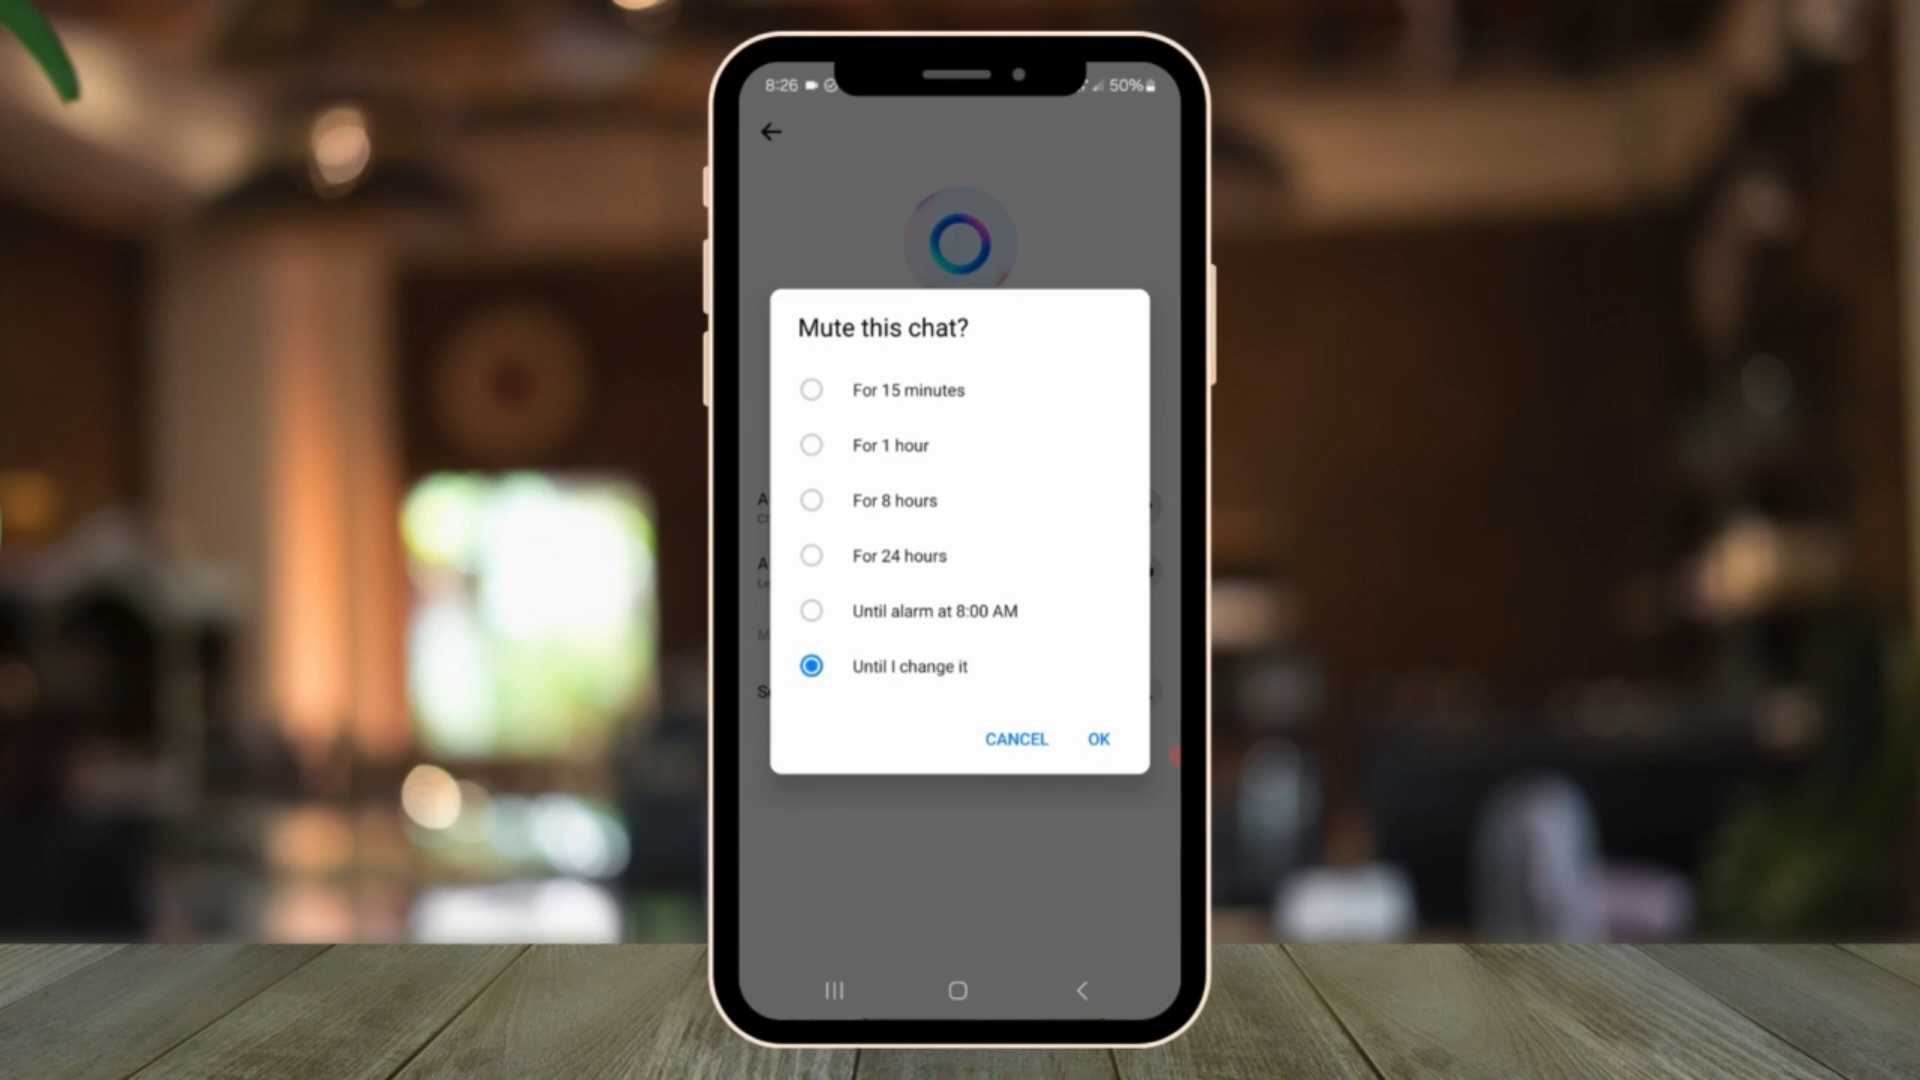 8:26
50%
Mute this chat?
For 15 minutes
For 1 hour
For 8 hours
For 24 hours
Until alarm at 8:00 AM
Until I change it
CANCEL OK